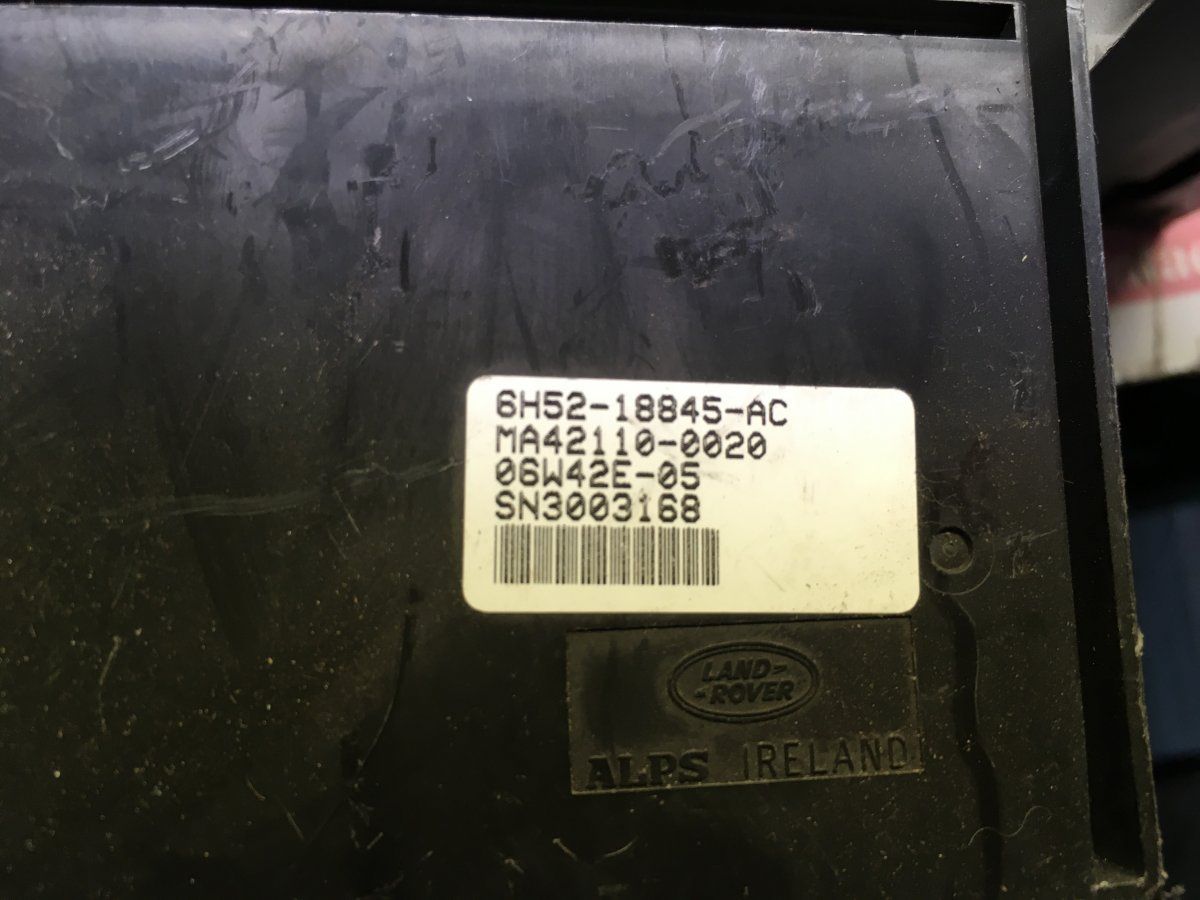 6H52-18845-AC
MA42110-0020
06W42E-05
SN3003168
LAND-
-ROVER
ALPS IRELAND